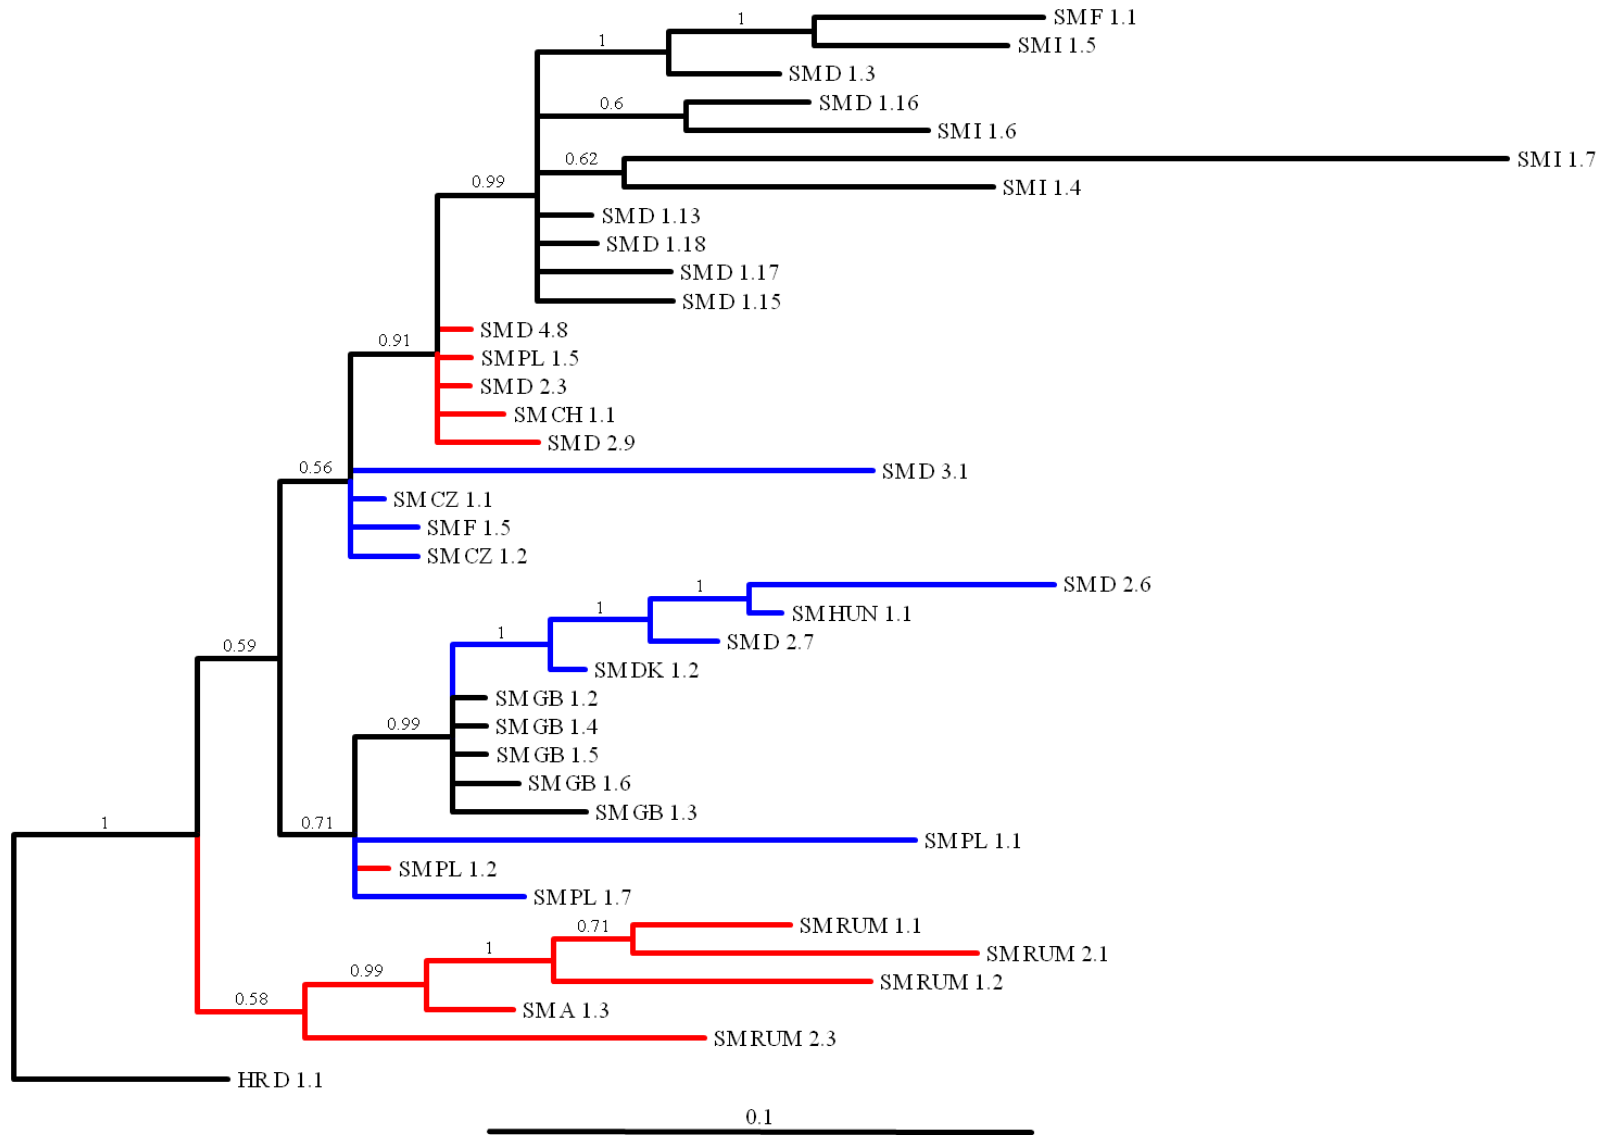 1
SMF 1.1
1
SMI 1.5
SMD 1.3
0.6
SMD 1.16
SMI 1.6
0.62
SMI 1.7
0.99
SMI 1.4
SMD 1.13
SMD 1.18
SMD 1.17
SMD 1.15
SMD 4.8
0.91
SMPL 1.5
SMD 2.3
SMCH 1.1
SMD 2.9
0.56
SMD 3.1
SMCZ 1.1
SMF 1.5
SMCZ 1.2
1
SMD 2.6
1
SMHUN 1.1
1
SMD 2.7
0.59
SMDK 1.2
SMGB 1.2
0.99
SMGB 1.4
SMGB 1.5
SMGB 1.6
SMGB 1.3
1
0.71
SMPL 1.1
SMPL 1.2
SMPL 1.7
0.71
SMRUM 1.1
1
SMRUM 2.1
0.99
SMRUM 1.2
0.58
SMA 1.3
SMRUM 2.3
HRD 1.1
0.1